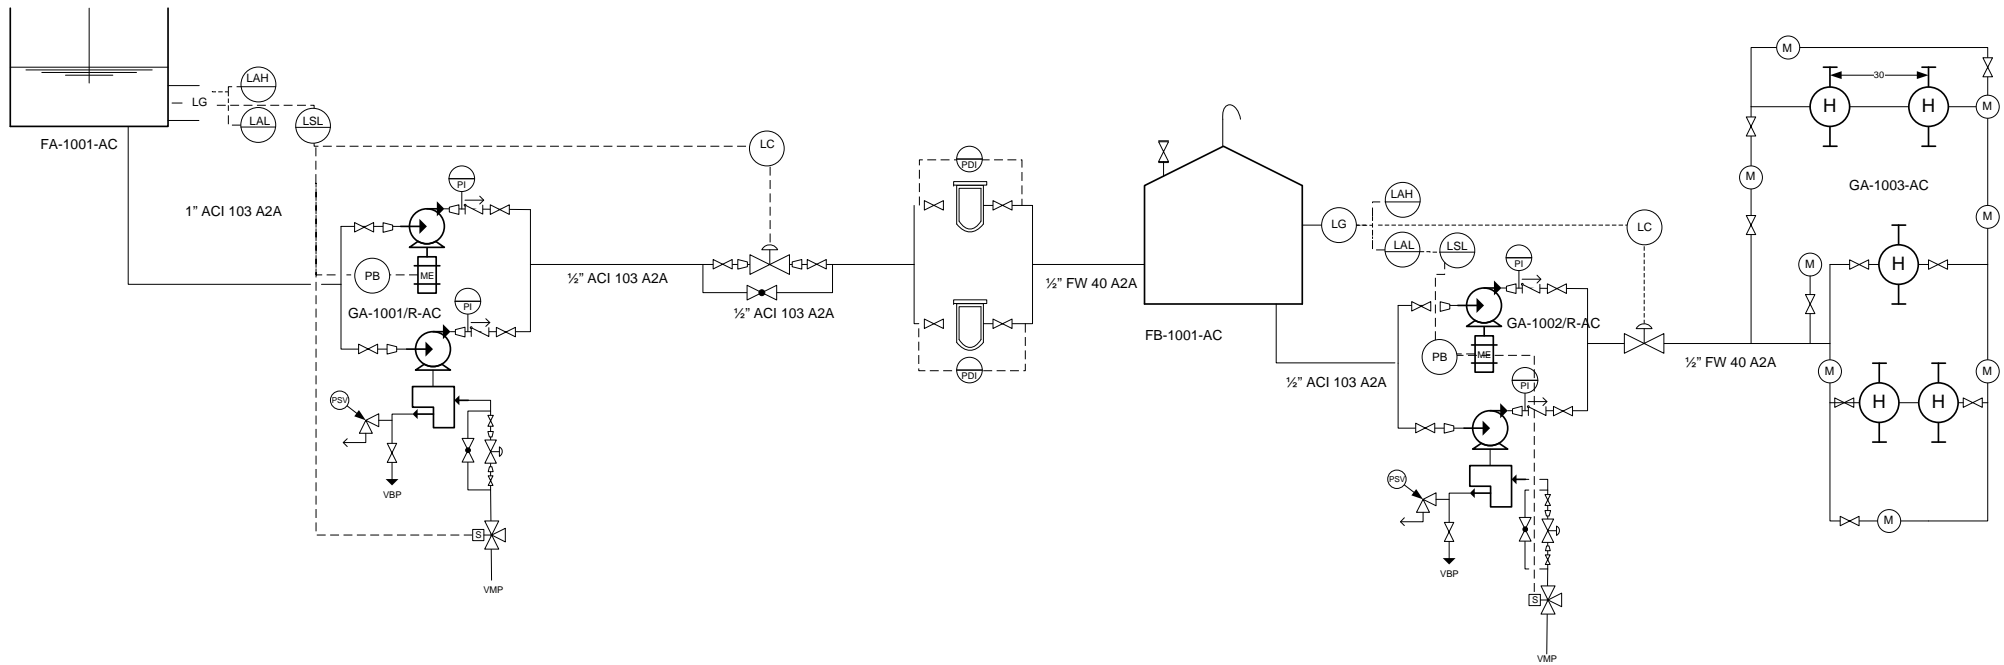 LAH
LG
LAL
LSL
FA-1001-AC
1” ACI 103 A2A
PI
PB
ME
GA-1001/R-AC
PI
PSV
VBP
S
VMP
½” ACI 103 A2A
LC
½” ACI 103 A2A
PDI
PDI
½” FW 40 A2A
FB-1001-AC
LG
LAH
LAL
LSL
½” ACI 103 A2A
PI
GA-1002/R-AC
PB
ME
PI
PSV
VBP
S
VMP
LC
½” FW 40 A2A
M
30
H
H
M
M
GA-1003-AC
M
M
H
M
M
H
H
M